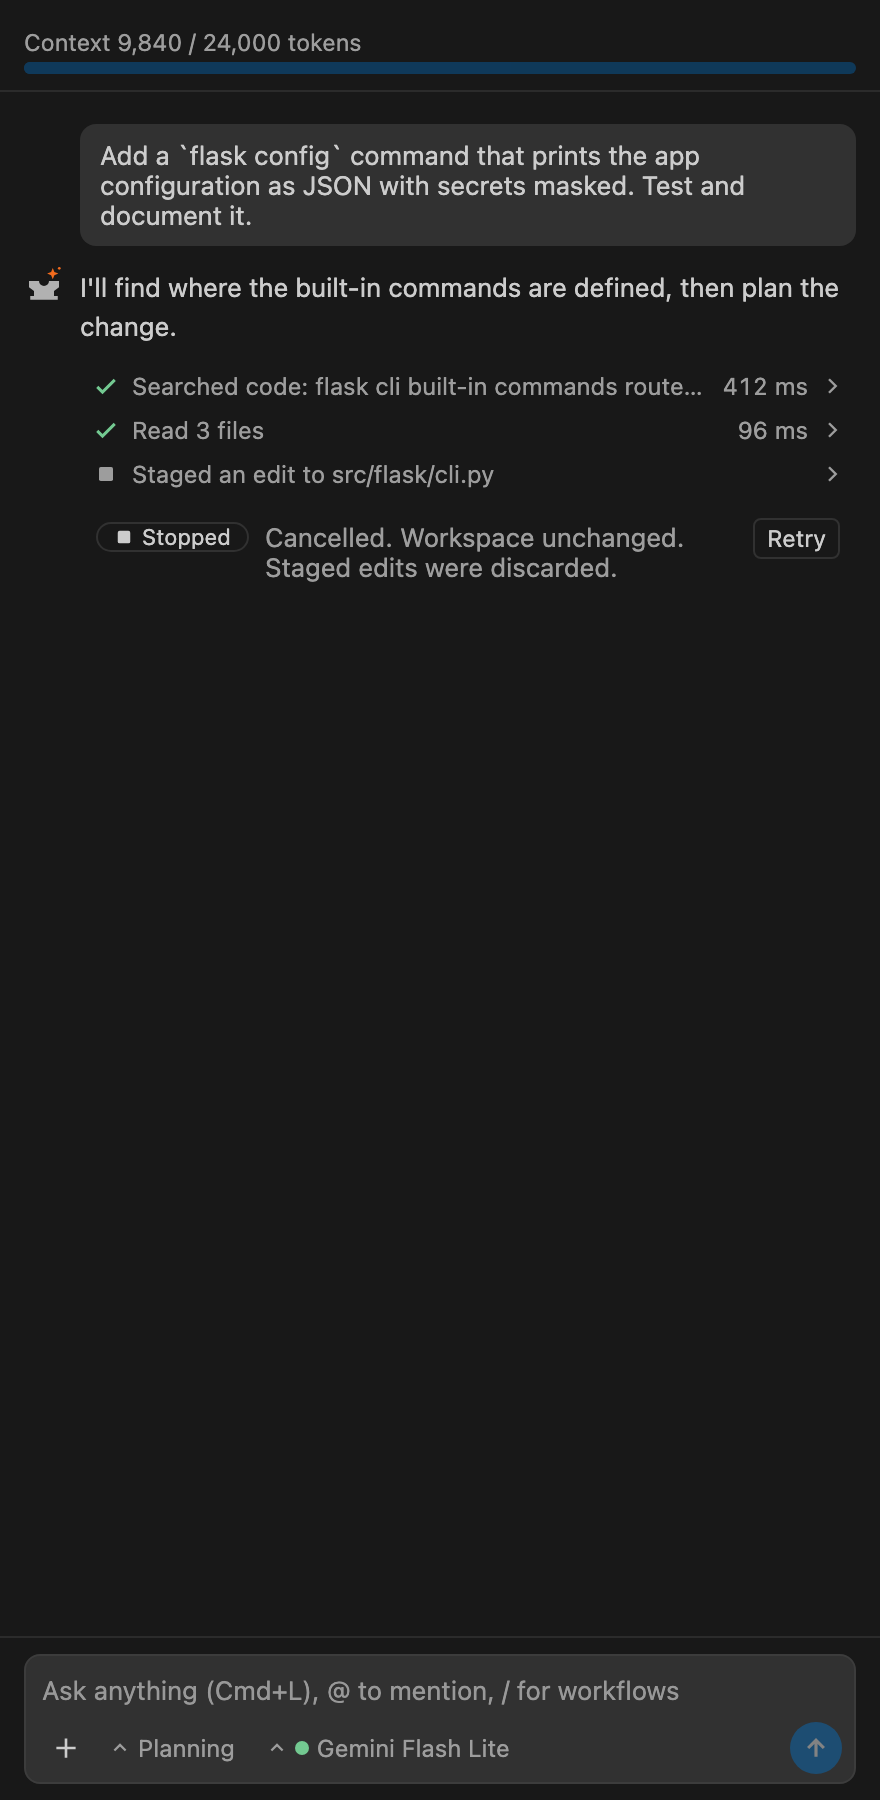 Context 9,840 / 24,000 tokens
Add a `flask config` command that prints the app
configuration as JSON with secrets masked. Test and
document it.
I'll find where the built-in commands are defined, then plan the
change.
Searched code: flask cli built-in commands route... 412 ms
Read 3 files 96 ms
Staged an edit to src/flask/cli.py
Stopped Cancelled. Workspace unchanged. Retry
Staged edits were discarded.
Ask anything (Cmd+L), @ to mention, / for workflows
Planning Gemini Flash Lite